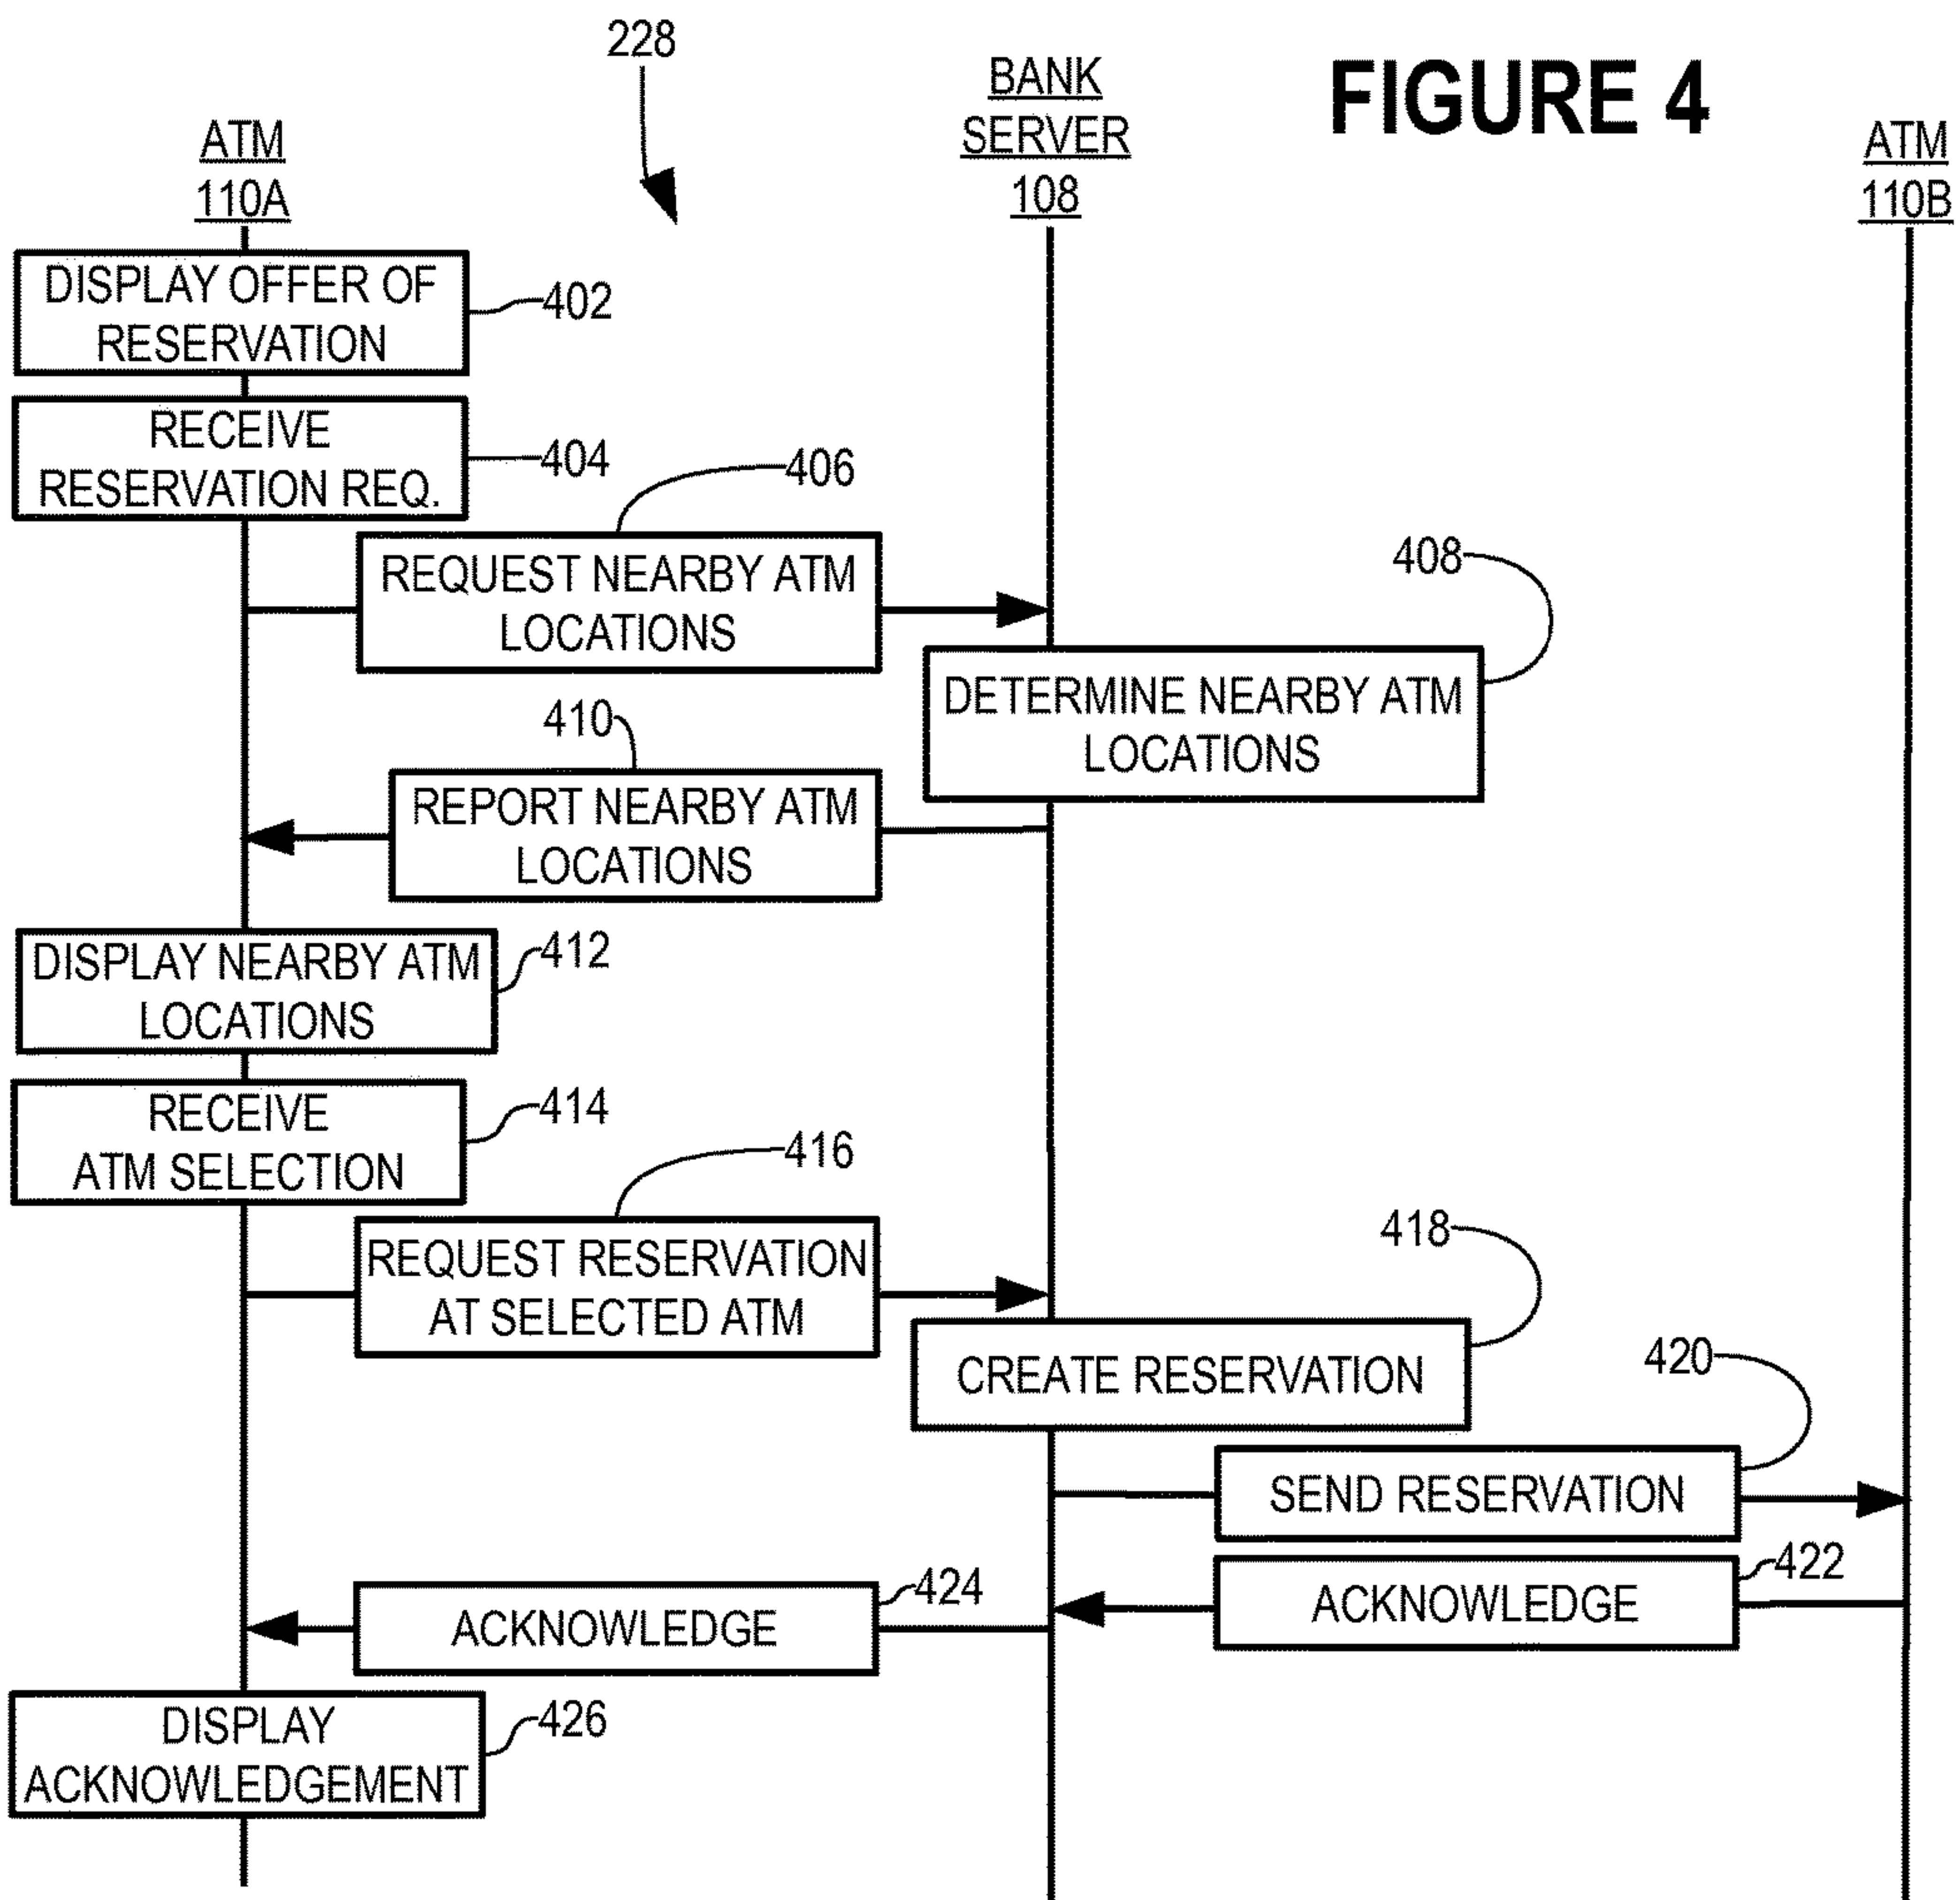 228
FIGURE 4
ATM
110A
BANK
SERVER
108
ATM
110B
DISPLAY OFFER OF
RESERVATION
402
RECEIVE
RESERVATION REQ.
404
406
REQUEST NEARBY ATM
LOCATIONS
408
DETERMINE NEARBY ATM
LOCATIONS
410
REPORT NEARBY ATM
LOCATIONS
DISPLAY NEARBY ATM
LOCATIONS
412
RECEIVE
ATM SELECTION
414
416
REQUEST RESERVATION
AT SELECTED ATM
418
CREATE RESERVATION
420
SEND RESERVATION
422
ACKNOWLEDGE
424
ACKNOWLEDGE
DISPLAY
ACKNOWLEDGEMENT
426